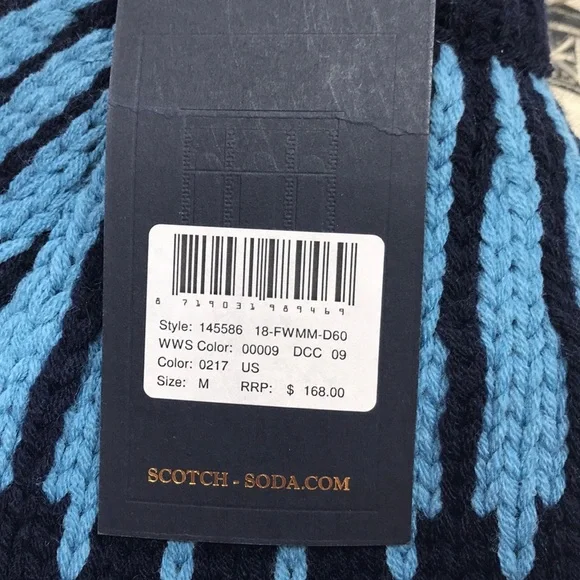 8 719031 989469
Style: 145586 18-FWMM-D60
WWS Color: 00009 DCC 09
Color: 0217 US
Size: M RRP: $ 168.00
SCOTCH - SODA.COM